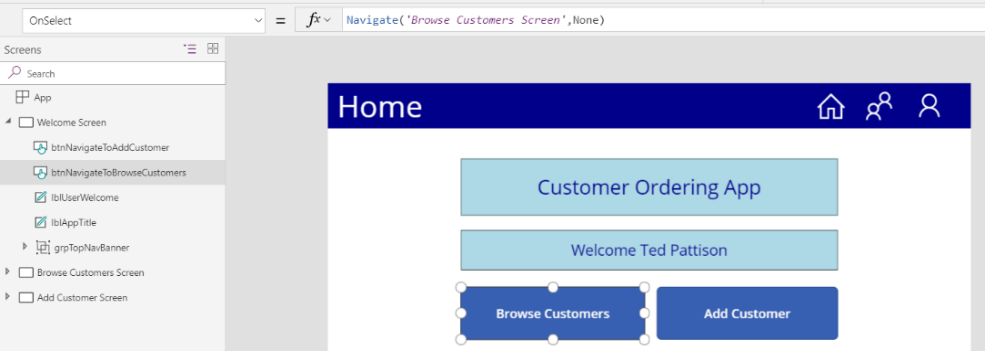 OnSelect = fx Navigate('Browse Customers Screen',None)
Screens
Search
App
Welcome Screen
btnNavigateToAddCustomer
btnNavigateToBrowseCustomers
lblUserWelcome
lblAppTitle
grpTopNavBanner
Browse Customers Screen
Add Customer Screen
Home
Customer Ordering App
Welcome Ted Pattison
Browse Customers Add Customer